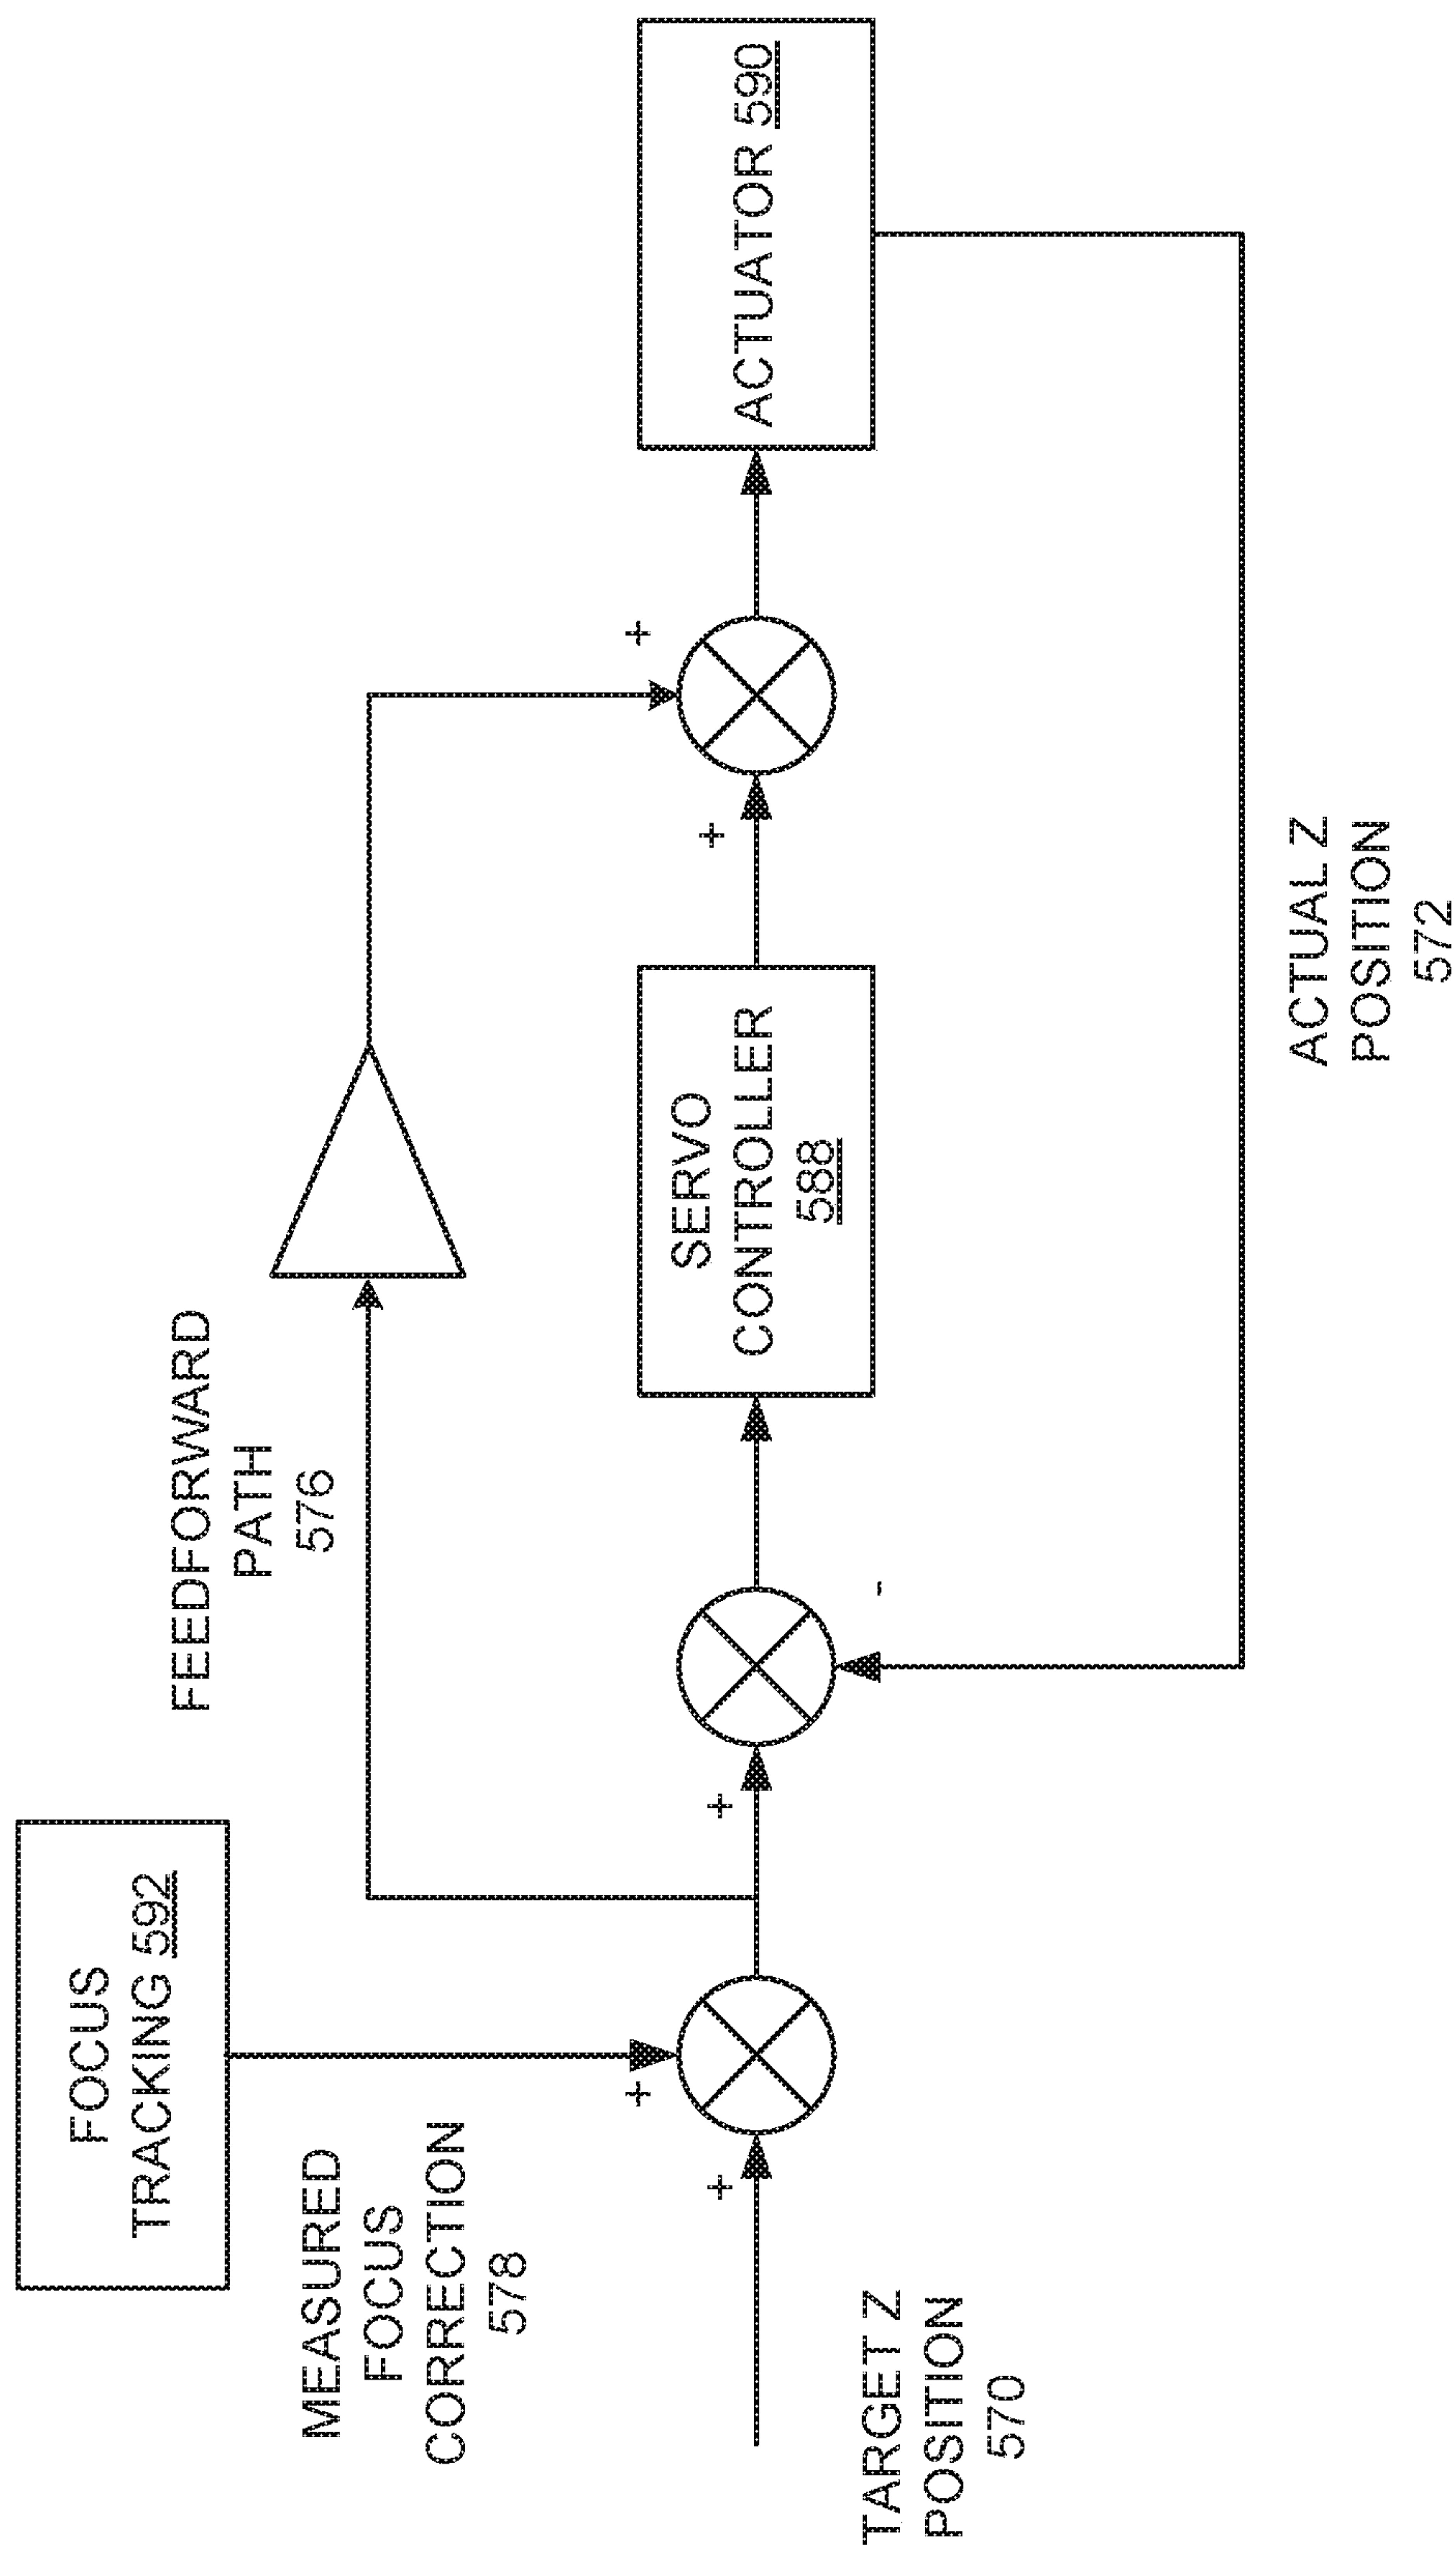 FOCUS
TRACKING 592
MEASURED
FOCUS
CORRECTION
578
FEEDFORWARD
PATH
576
+
+
+
-
+
+
TARGET Z
POSITION
570
SERVO
CONTROLLER
588
ACTUATOR 590
ACTUAL Z
POSITION
572